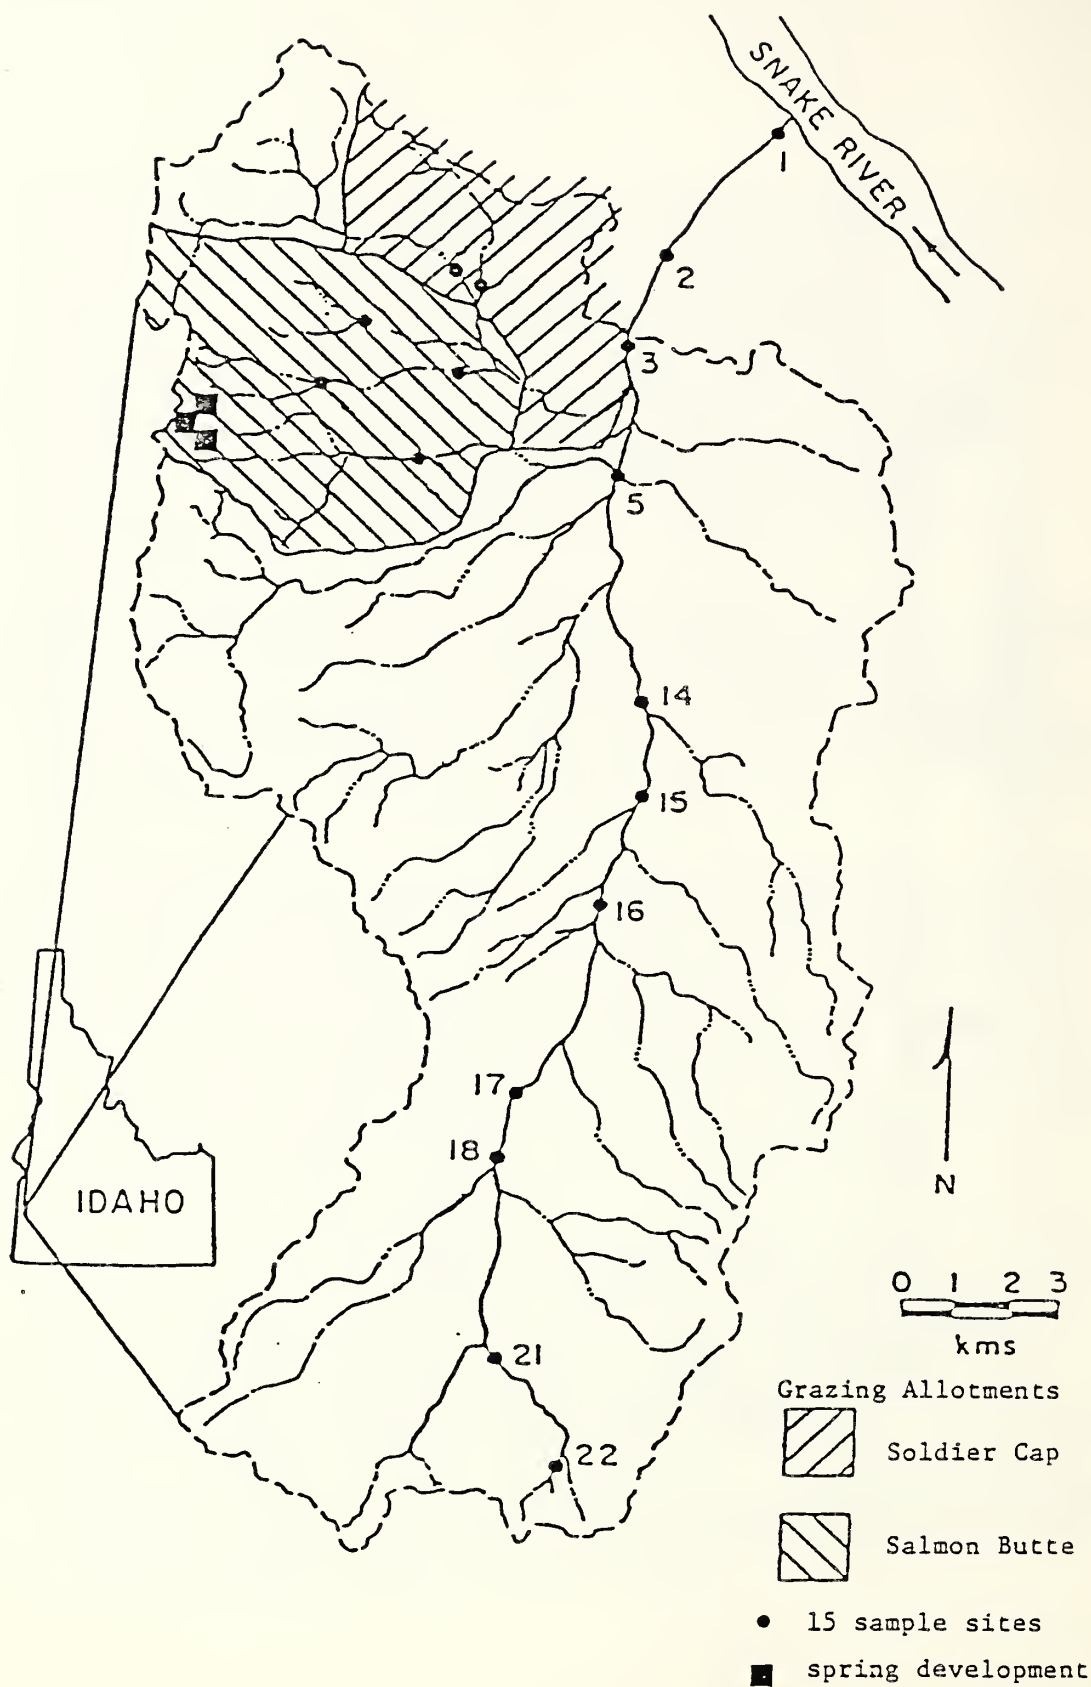 SNAKE RIVER
1
2
3
5
14
15
16
17
18
IDAHO
N
0 1 2 3
kms
21
22
Grazing Allotments
Soldier Cap
Salmon Butte
15 sample sites
spring development